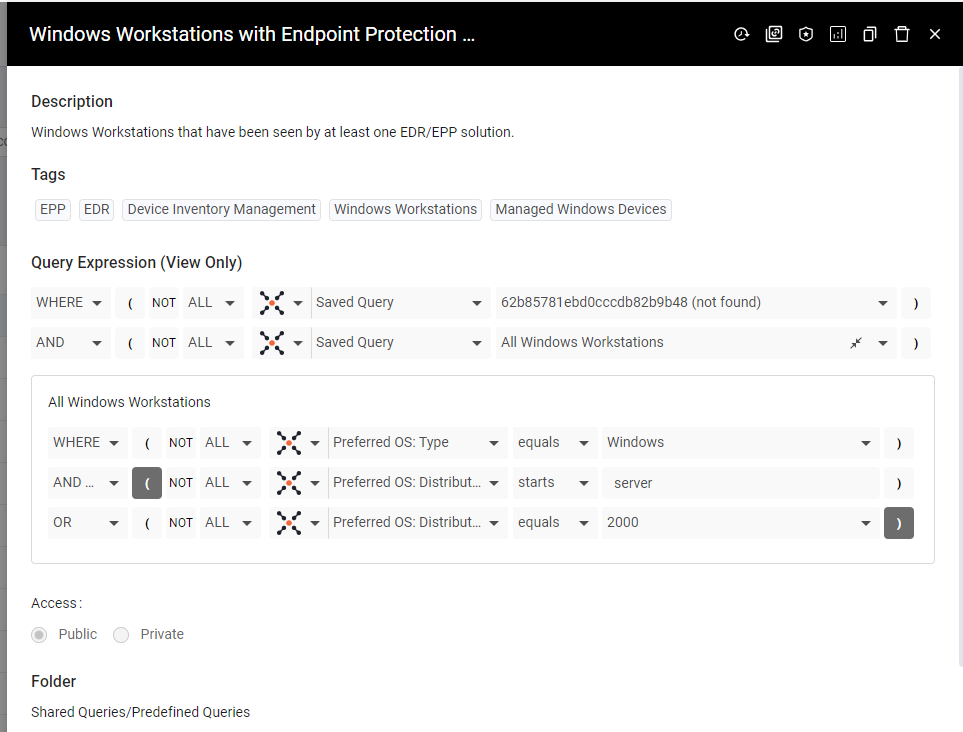 Windows Workstations with Endpoint Protection ...
Description
Windows Workstations that have been seen by at least one EDR/EPP solution.
Tags
EPP EDR Device Inventory Management Windows Workstations Managed Windows Devices
Query Expression (View Only)
WHERE ( NOT ALL Saved Query 62b85781ebd0cccdb82b9b48 (not found) )
AND ( NOT ALL Saved Query All Windows Workstations )
All Windows Workstations
WHERE ( NOT ALL Preferred OS: Type equals Windows )
AND ... ( NOT ALL Preferred OS: Distribut... starts server )
OR ( NOT ALL Preferred OS: Distribut... equals 2000 )
Access:
Public Private
Folder
Shared Queries/Predefined Queries